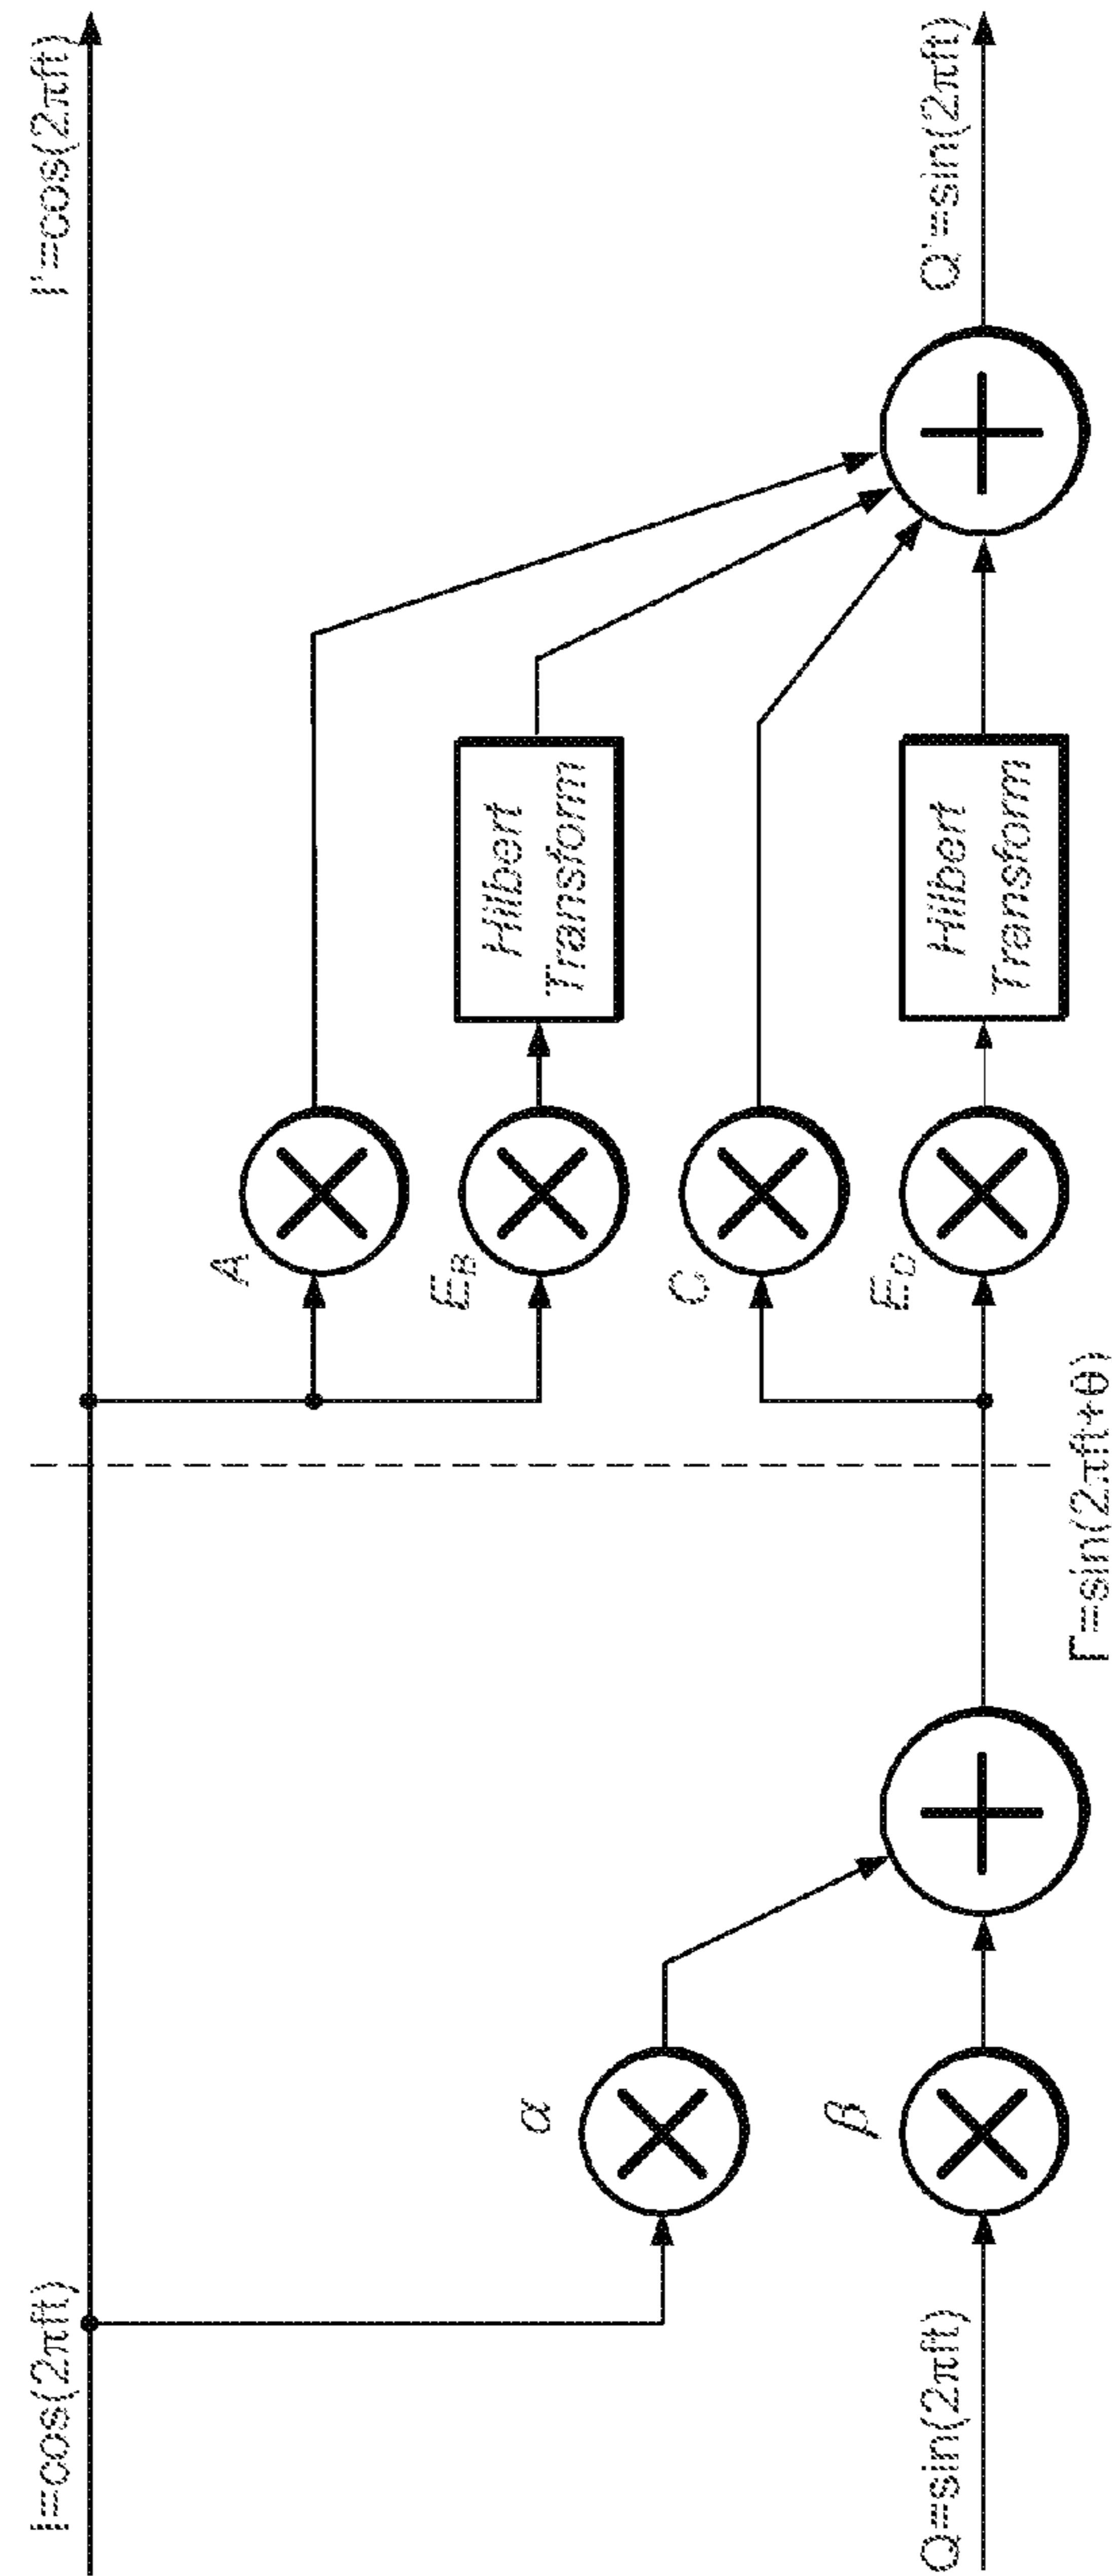 I=cos(2πft)
I'=cos(2πft)
A
E_B
Hilbert
Transform
α
C
β
E_D
Hilbert
Transform
Q=sin(2πft)
Q'=sin(2πft)
Γ=sin(2πft+θ)